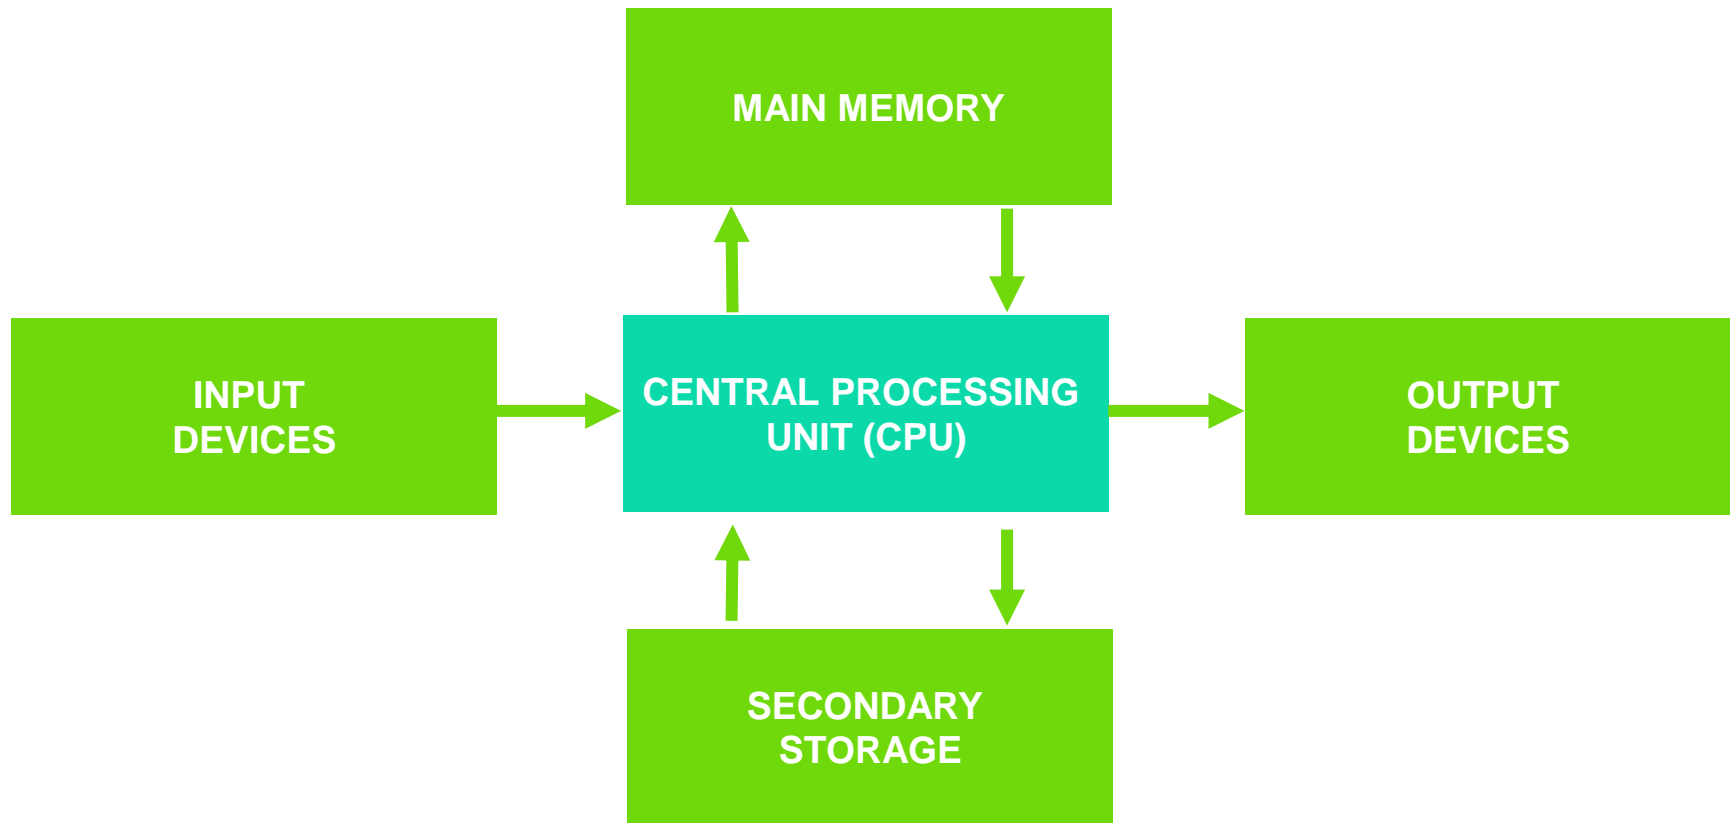 MAIN MEMORY
INPUT
DEVICES
CENTRAL PROCESSING
UNIT (CPU)
OUTPUT
DEVICES
SECONDARY
STORAGE